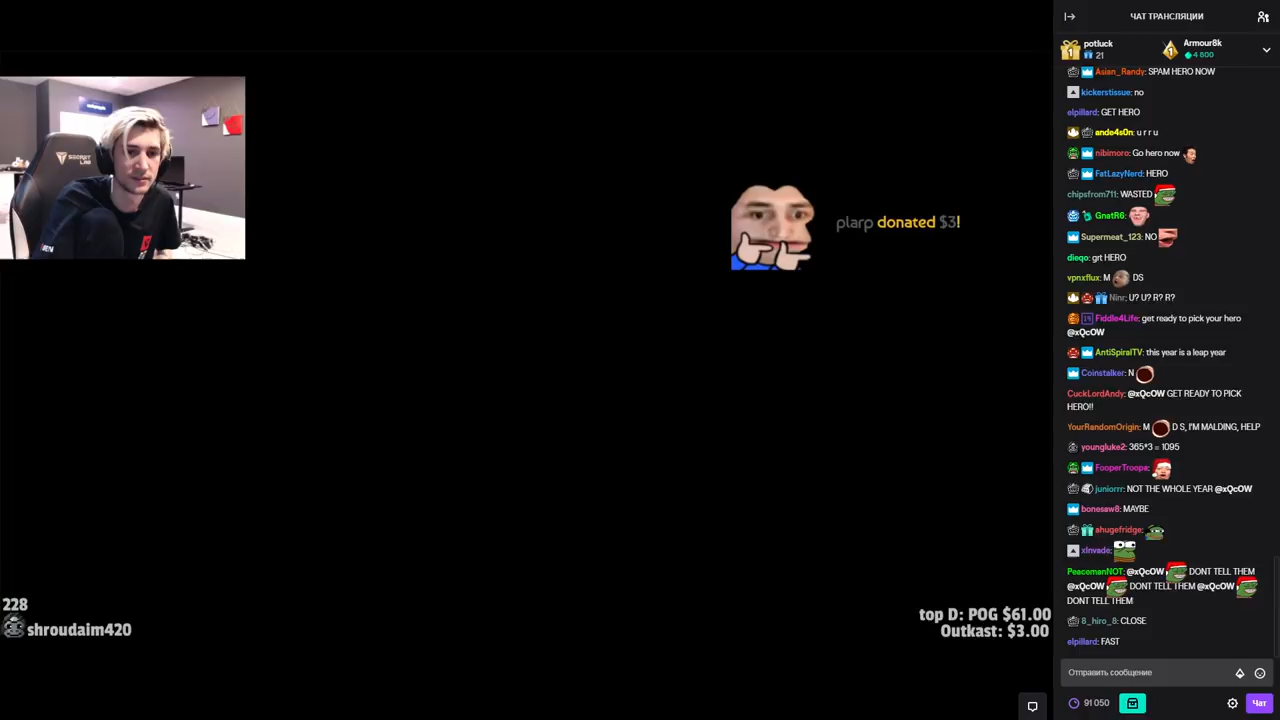 plarp donated $3!
228
shroudaim420
top D: POG $61.00
Outkast: $3.00
SECRET LAB
ЧАТ ТРАНСЛЯЦИИ
potluck
21
Armour8k
4 800
Asian_Randy: SPAM HERO NOW
kickerstissue: no
elpillard: GET HERO
ande4s0n: u r r u
nibimoro: Go hero now
FatLazyNerd: HERO
chipsfrom711: WASTED
GnatR6:
Supermeat_123: NO
dieqo: grt HERO
vpnxflux: M DS
Ninr: U? U? R? R?
Fiddle4Life: get ready to pick your hero
@xQcOW
AntiSpiralTV: this year is a leap year
Coinstalker: N
CuckLordAndy: @xQcOW GET READY TO PICK
HERO!!
YourRandomOrigin: M D S, I'M MALDING, HELP
youngluke2: 365*3 = 1095
FooperTroopa:
juniorrr: NOT THE WHOLE YEAR @xQcOW
bonesaw8: MAYBE
ahugefridge:
xInvade:
PeacemanNOT: @xQcOW DONT TELL THEM
@xQcOW DONT TELL THEM @xQcOW
DONT TELL THEM
8_hiro_8: CLOSE
elpillard: FAST
Отправить сообщение
91 050
Чат